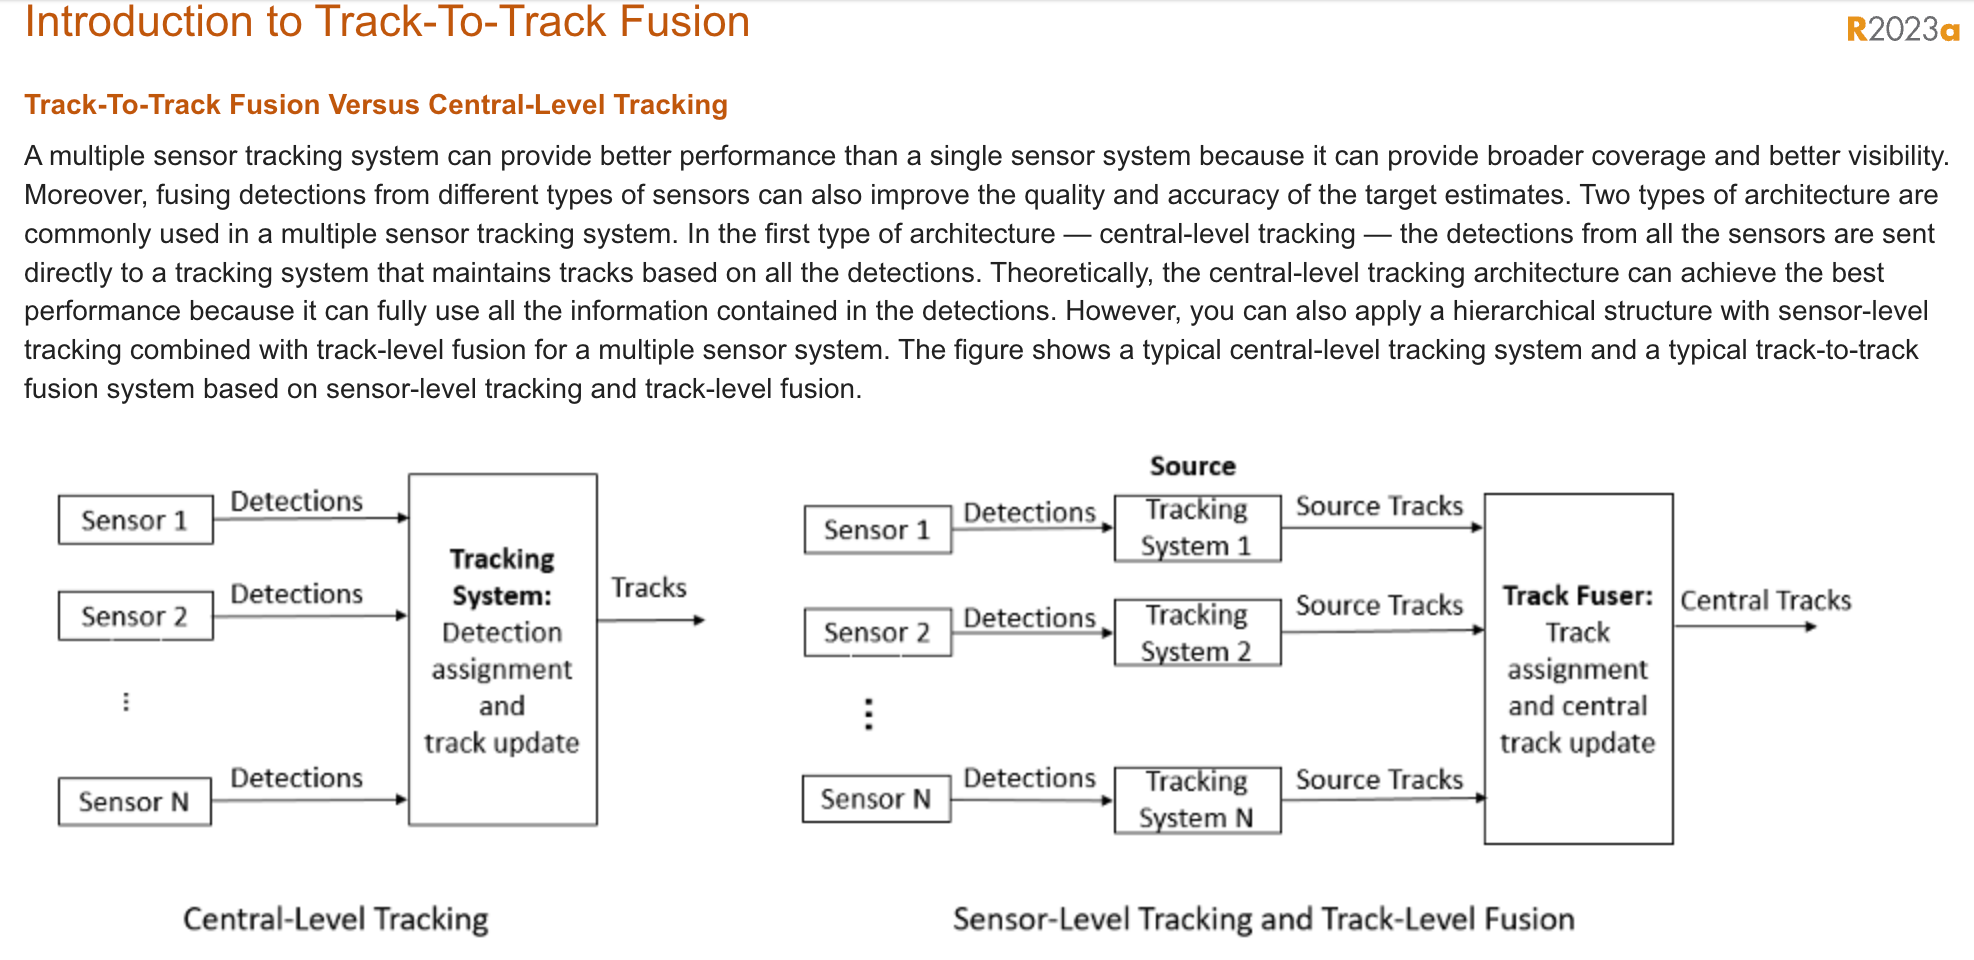 Introduction to Track-To-Track Fusion
R2023a
Track-To-Track Fusion Versus Central-Level Tracking
A multiple sensor tracking system can provide better performance than a single sensor system because it can provide broader coverage and better visibility.
Moreover, fusing detections from different types of sensors can also improve the quality and accuracy of the target estimates. Two types of architecture are
commonly used in a multiple sensor tracking system. In the first type of architecture — central-level tracking — the detections from all the sensors are sent
directly to a tracking system that maintains tracks based on all the detections. Theoretically, the central-level tracking architecture can achieve the best
performance because it can fully use all the information contained in the detections. However, you can also apply a hierarchical structure with sensor-level
tracking combined with track-level fusion for a multiple sensor system. The figure shows a typical central-level tracking system and a typical track-to-track
fusion system based on sensor-level tracking and track-level fusion.
Sensor 1
Detections
Sensor 2
Detections
⋮
Sensor N
Detections
Tracking
System:
Detection
assignment
and
track update
Tracks
Central-Level Tracking
Source
Sensor 1
Detections
Tracking
System 1
Source Tracks
Sensor 2
Detections
Tracking
System 2
Source Tracks
⋮
Sensor N
Detections
Tracking
System N
Source Tracks
Track Fuser:
Track
assignment
and central
track update
Central Tracks
Sensor-Level Tracking and Track-Level Fusion